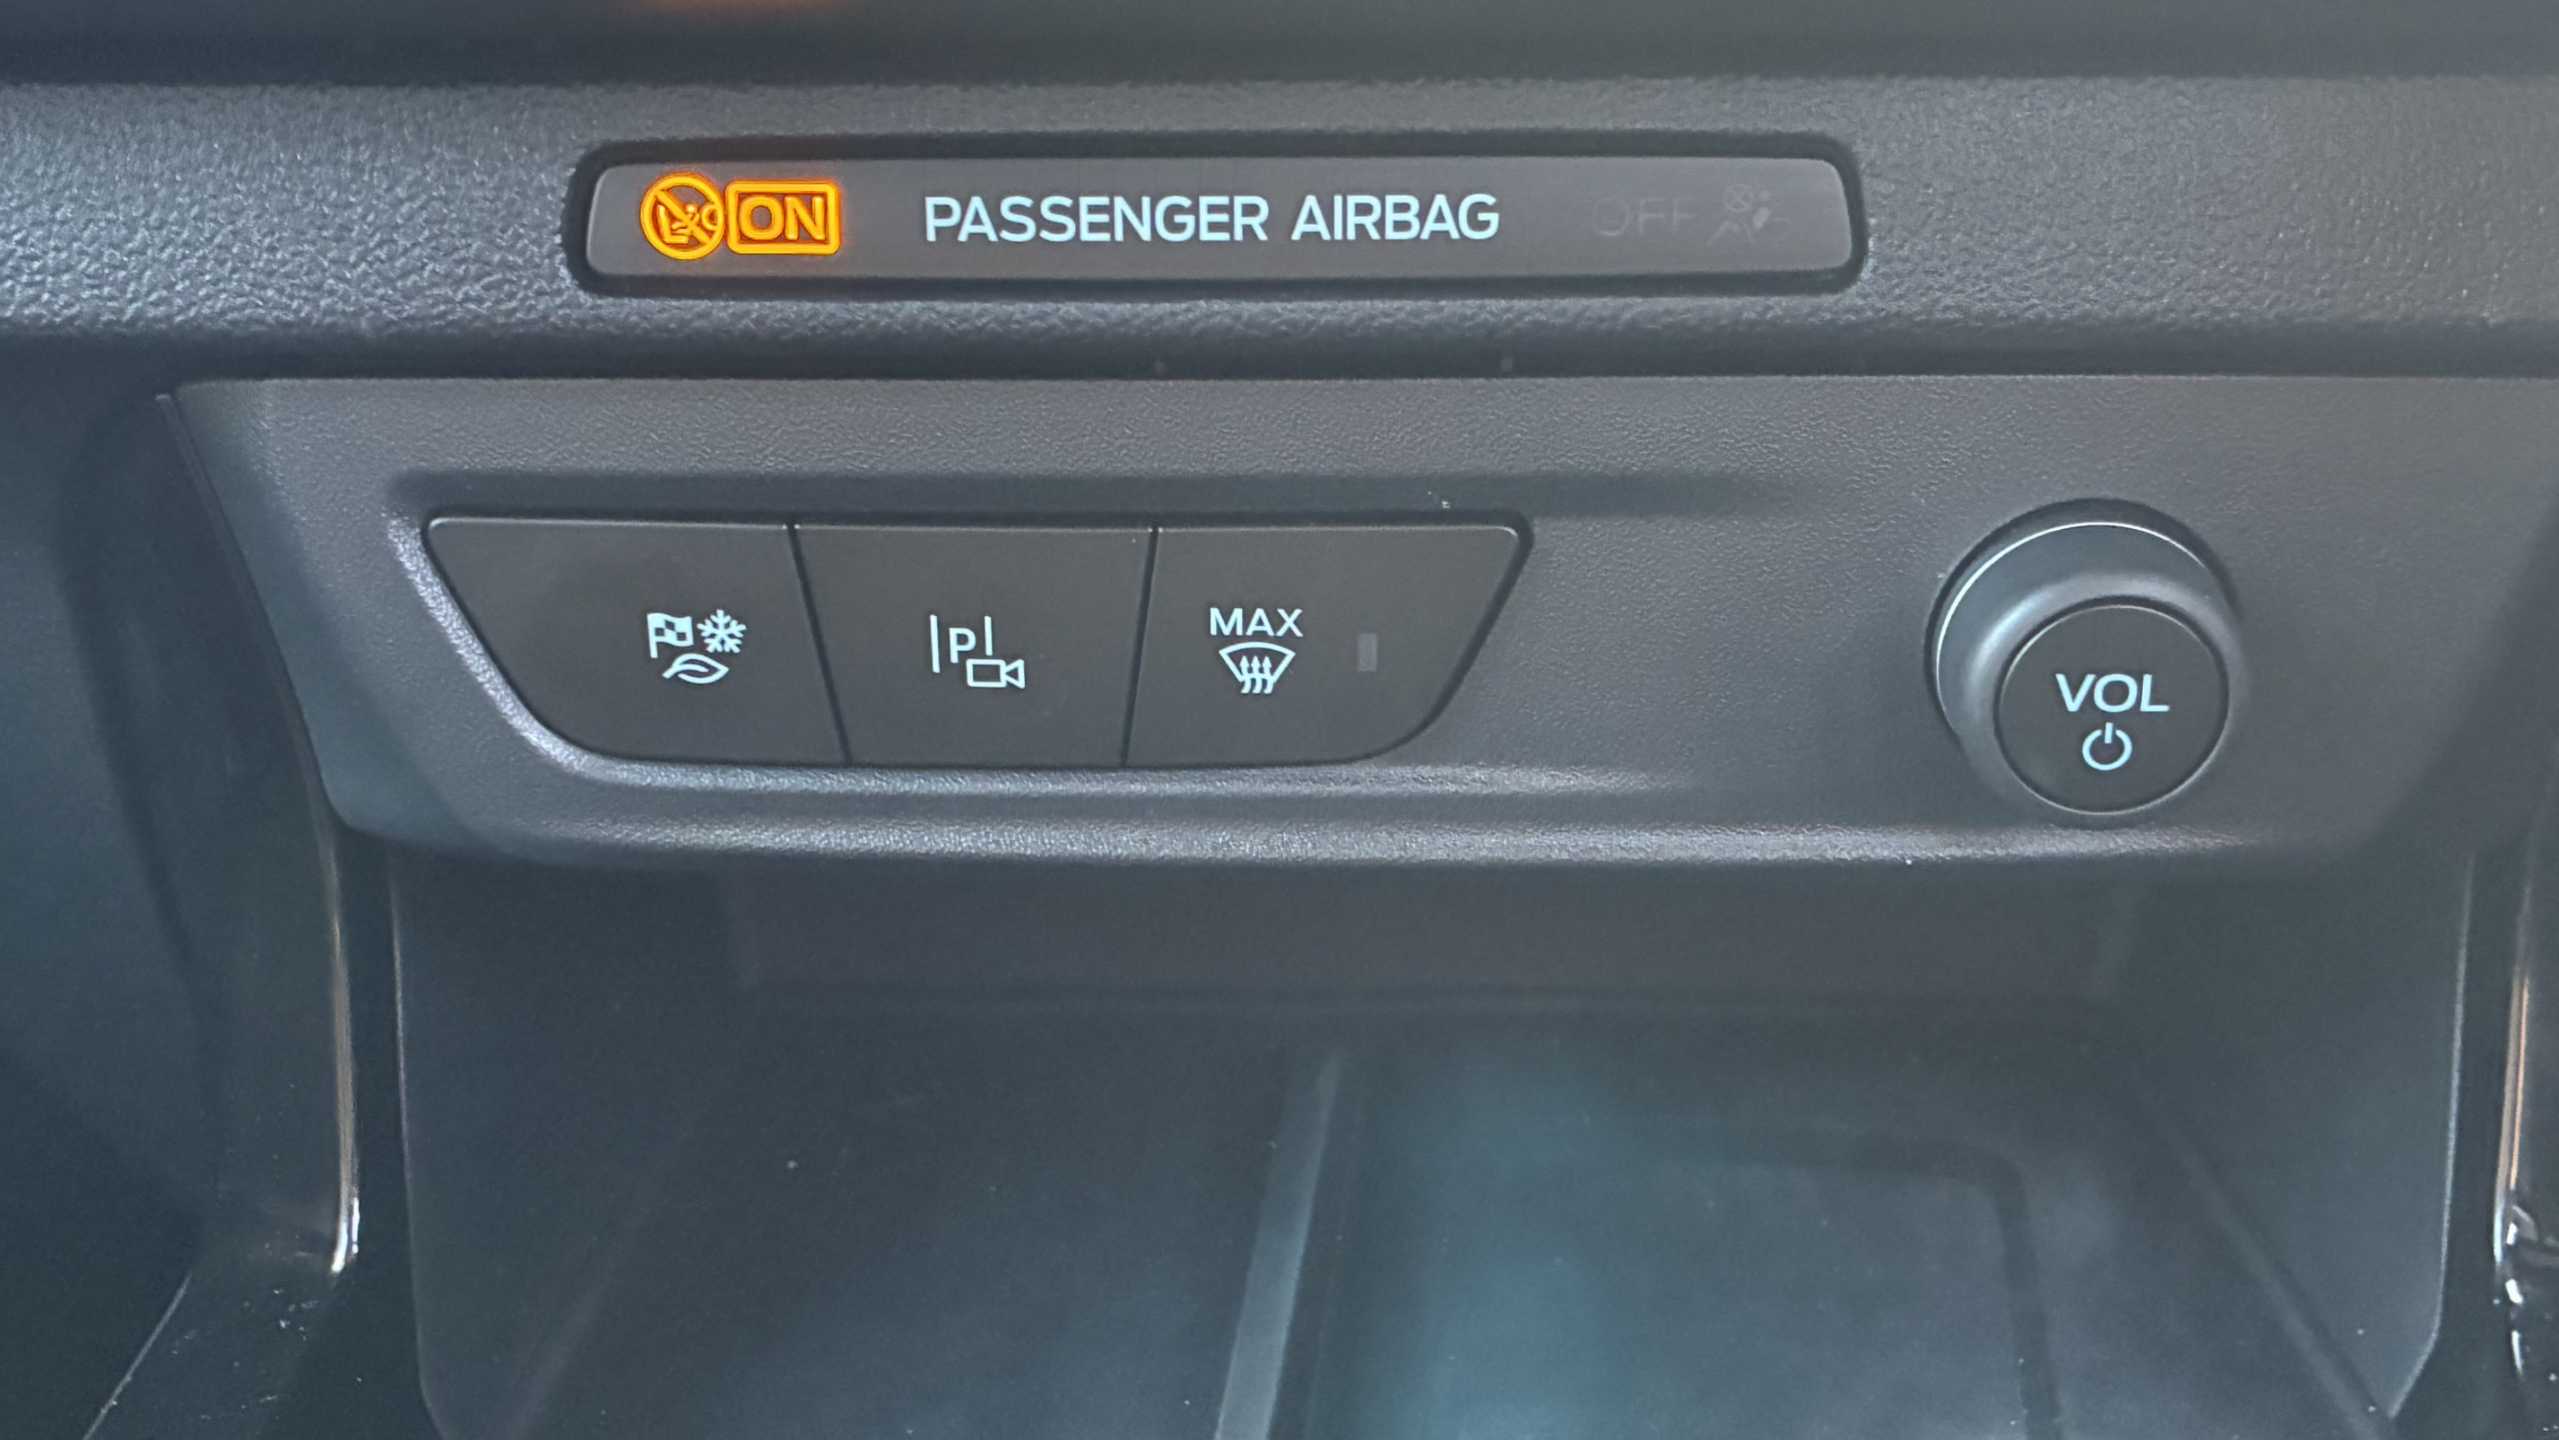 ON PASSENGER AIRBAG OFF
P
MAX
VOL